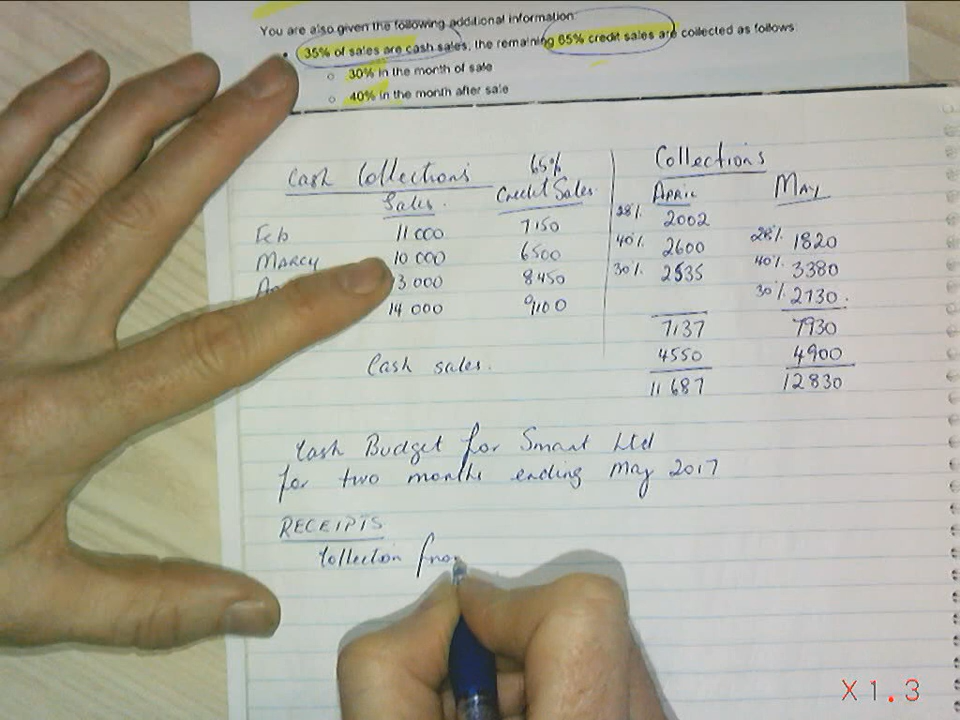 You are also given the following additional information:
• 35% of sales are cash sales, the remaining 65% credit sales are collected as follows:
o 30% in the month of sale
o 40% in the month after sale
Cash Collections 65% Collections
Sales. Credit Sales. April May
Feb 11 000 7150 28% 2002
March 10 000 6500 40% 2600 28% 1820
3 000 8450 30% 2535 40% 3380
14 000 9100 30% 2730.
7137 7930
Cash sales. 4550 4900
11 687 12830
Cash Budget for Smart Ltd
for two months ending May 2017
RECEIPTS
Collection from
X1.3